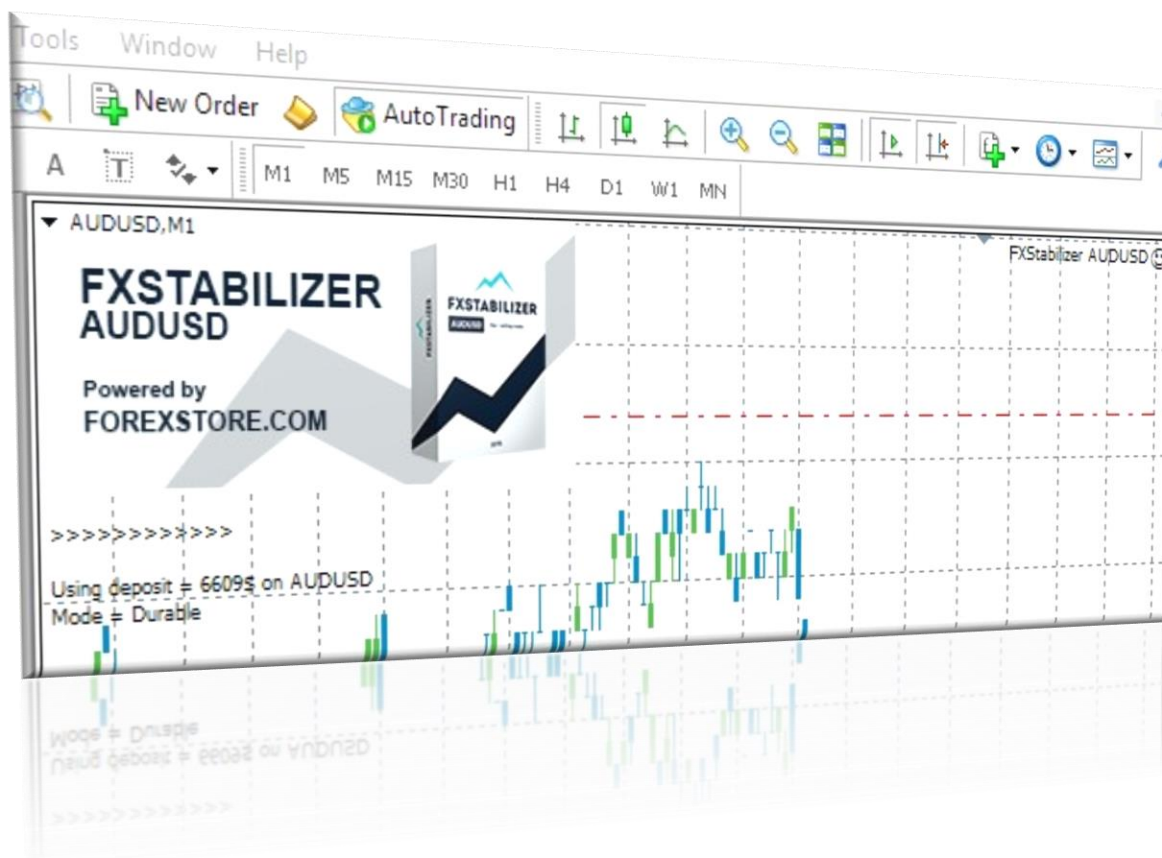 Tools Window Help
New Order AutoTrading
A T M1 M5 M15 M30 H1 H4 D1 W1 MN
AUDUSD,M1
FXStabilizer AUDUSD
FXSTABILIZER
AUDUSD
Powered by
FOREXSTORE.COM
FXSTABILIZER
FXSTABILIZER
AUDUSD
>>>>>>>>>>>>
Using deposit = 6609$ on AUDUSD
Mode = Durable